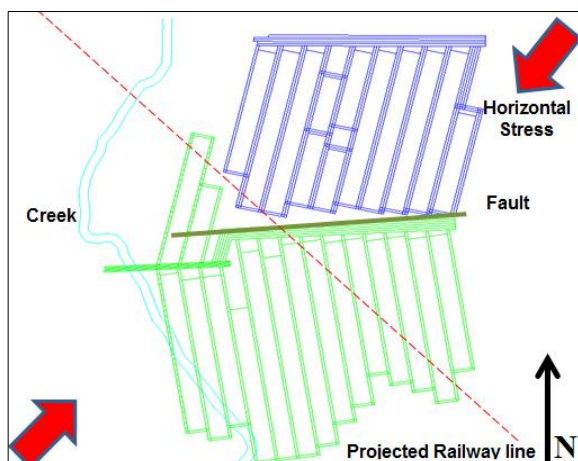 Horizontal
Stress
Creek
Fault
Projected Railway line
N